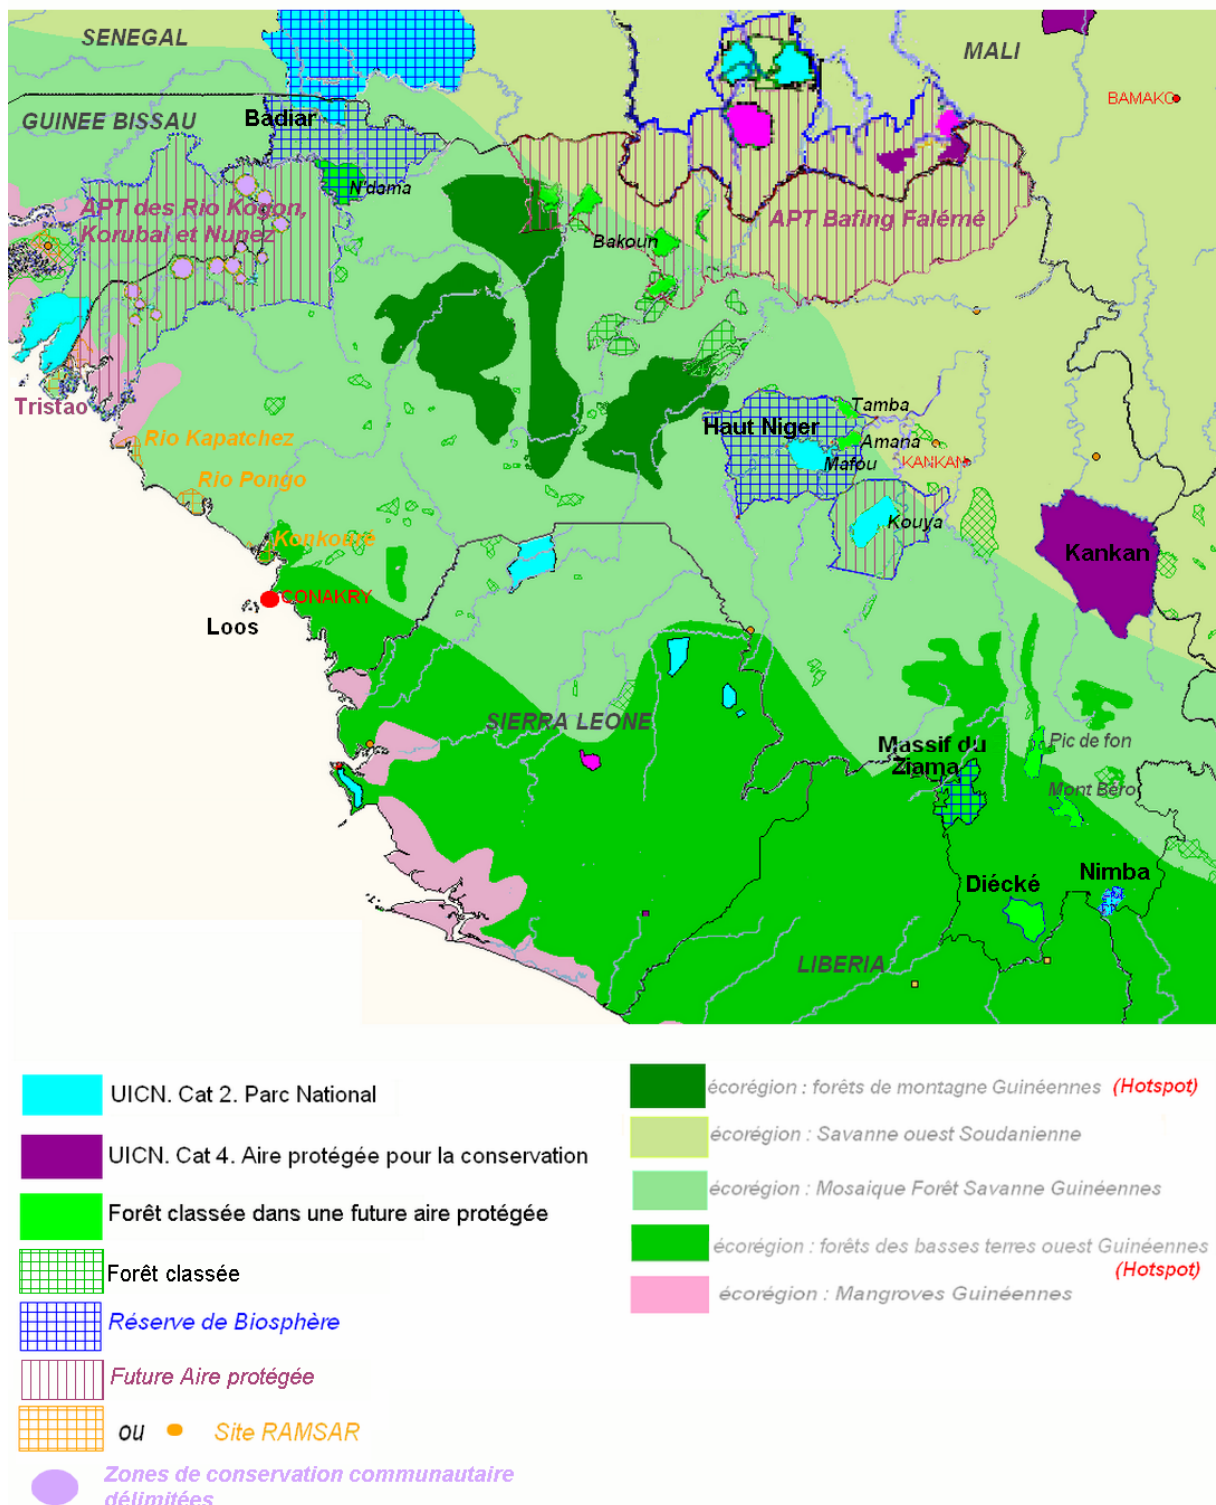 SENEGAL
MALI
BAMAKO
GUINEE BISSAU
Badiar
N'dama
APT des Rio Kogon,
Korubal et Nunez
APT Bafing Falémé
Bakoun
Tristao
Tamba
Haut Niger
Amana
Mafou
KANKAN
Rio Kapatchez
Rio Pongo
Kouya
Konkouré
Kankan
CONAKRY
Loos
SIERRA LEONE
Massif du
Ziama
Pic de fon
Mont Béro
Diécké
Nimba
LIBERIA
UICN. Cat 2. Parc National
UICN. Cat 4. Aire protégée pour la conservation
Forêt classée dans une future aire protégée
Forêt classée
Réserve de Biosphère
Future Aire protégée
ou
Site RAMSAR
Zones de conservation communautaire
délimitées
écorégion : forêts de montagne Guinéennes (Hotspot)
écorégion : Savanne ouest Soudanienne
écorégion : Mosaique Forêt Savanne Guinéennes
écorégion : forêts des basses terres ouest Guinéennes
(Hotspot)
écorégion : Mangroves Guinéennes